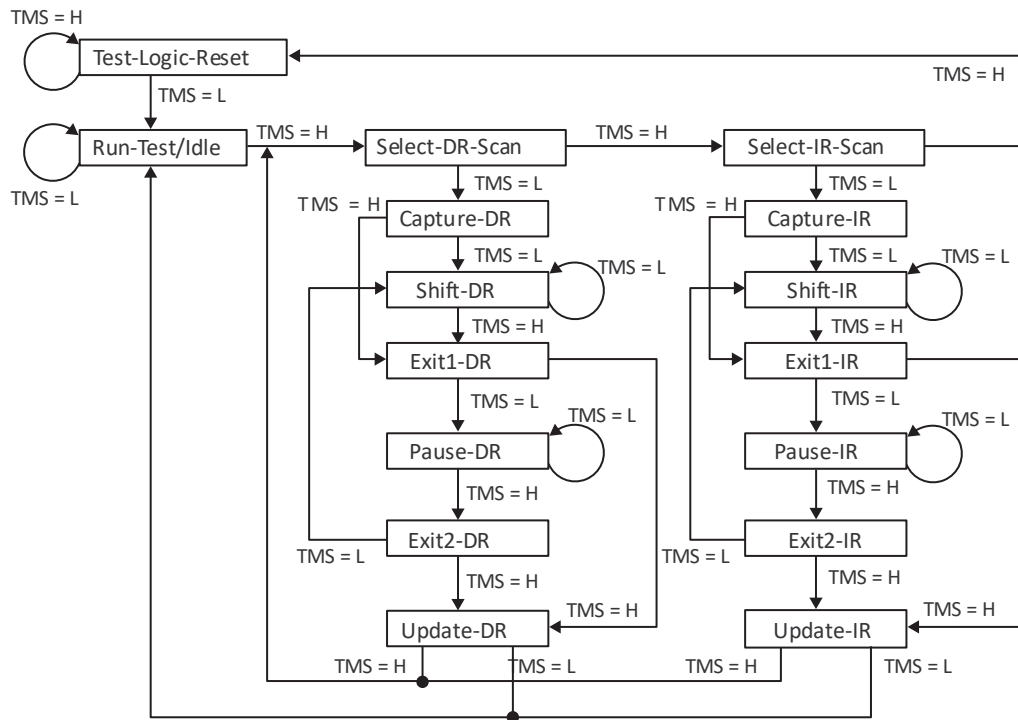 TMS = H
Test-Logic-Reset
TMS = H
TMS = L
Run-Test/Idle
TMS = H
Select-DR-Scan
TMS = H
Select-IR-Scan
TMS = L
TMS = L
TMS = L
TMS = H
Capture-DR
TMS = H
Capture-IR
TMS = L
TMS = L
TMS = L
TMS = L
Shift-DR
Shift-IR
TMS = H
TMS = H
Exit1-DR
Exit1-IR
TMS = L
TMS = L
TMS = L
TMS = L
Pause-DR
Pause-IR
TMS = H
TMS = H
Exit2-DR
Exit2-IR
TMS = L
TMS = L
TMS = H
TMS = H
TMS = H
TMS = H
Update-DR
Update-IR
TMS = H
TMS = L
TMS = H
TMS = L